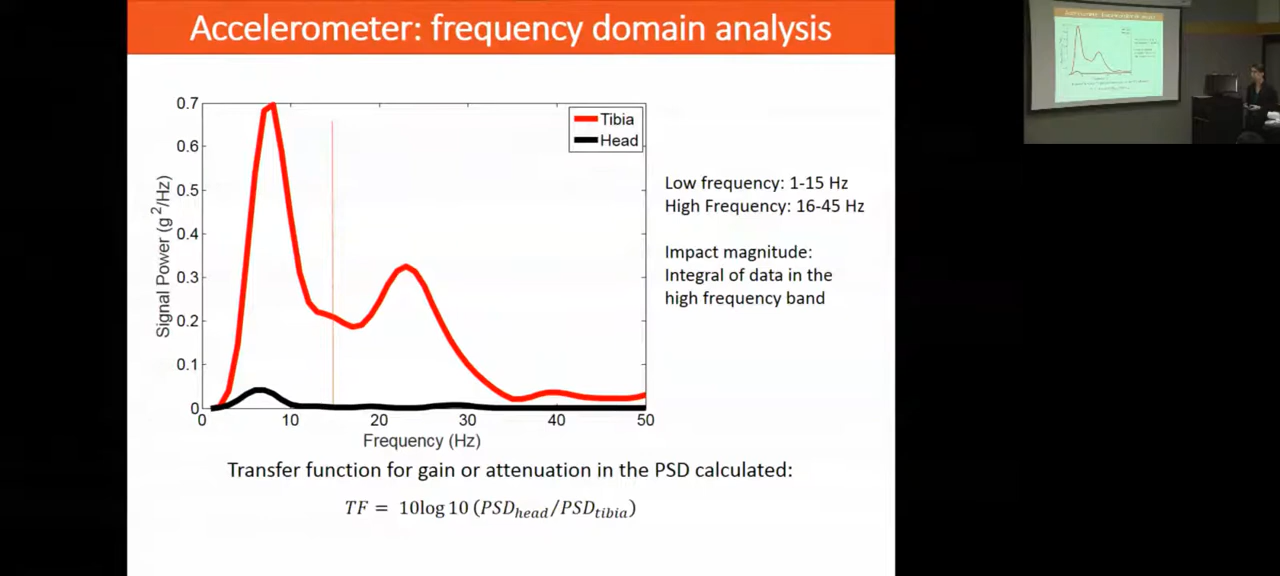 Accelerometer: frequency domain analysis
0.7
0.6
0.5
0.4
0.3
0.2
0.1
0
Signal Power (g²/Hz)
Tibia
Head
0 10 20 30 40 50
Frequency (Hz)
Low frequency: 1-15 Hz
High Frequency: 16-45 Hz
Impact magnitude:
Integral of data in the
high frequency band
Transfer function for gain or attenuation in the PSD calculated:
TF = 10log 10 (PSD_head/PSD_tibia)